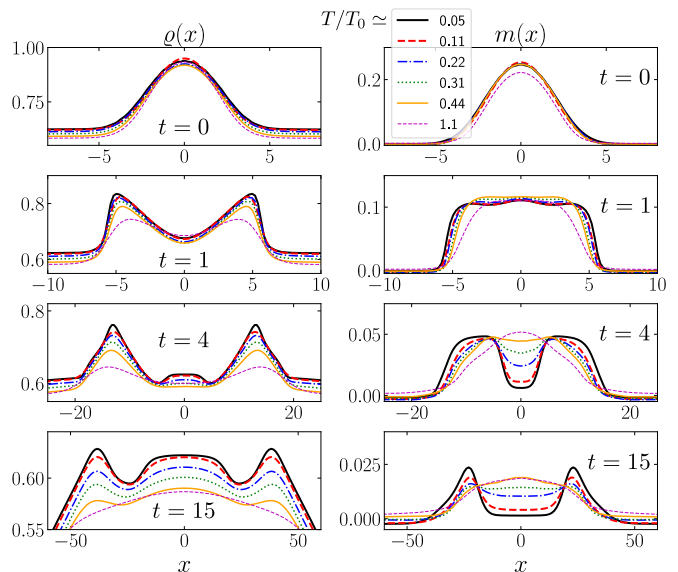 T/T₀ ≃
0.05
0.11
0.22
0.31
0.44
1.1
ϱ(x)
m(x)
1.00
0.75
t = 0
−5 0 5
0.2
0.0
t = 0
−5 0 5
0.8
0.6
t = 1
−10 −5 0 5 10
0.1
0.0
t = 1
−10 −5 0 5 10
0.8
0.6
t = 4
−20 0 20
0.05
0.00
t = 4
−20 0 20
0.60
0.55
t = 15
−50 0 50
x
0.025
0.000
t = 15
−50 0 50
x